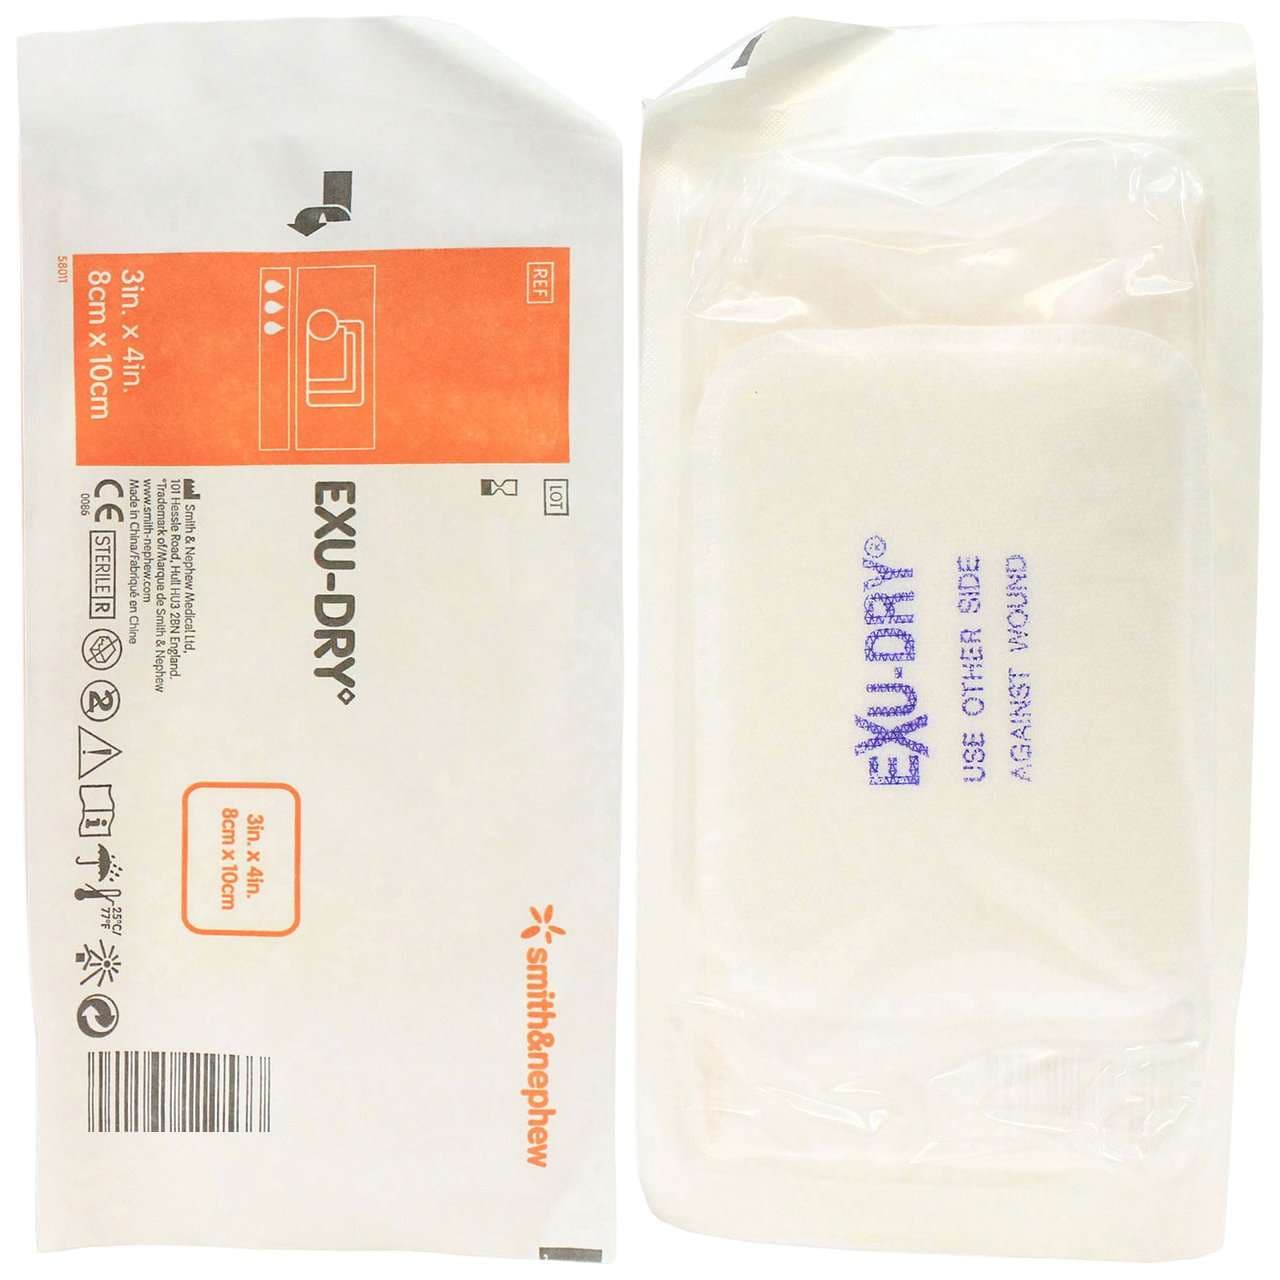 REF
3in. x 4in.
8cm x 10cm
58011
LOT
EXU-DRY◊
Smith & Nephew Medical Ltd,
101 Hessle Road, Hull HU3 2BN England.
°Trademark of/Marque de Smith & Nephew
www.smith-nephew.com
Made in China/Fabriqué en Chine
CE
0086
STERILE R
2
i
25°C/
77°F
3in. x 4in.
8cm x 10cm
smith&nephew
EXU-DRY®
USE OTHER SIDE
AGAINST WOUND